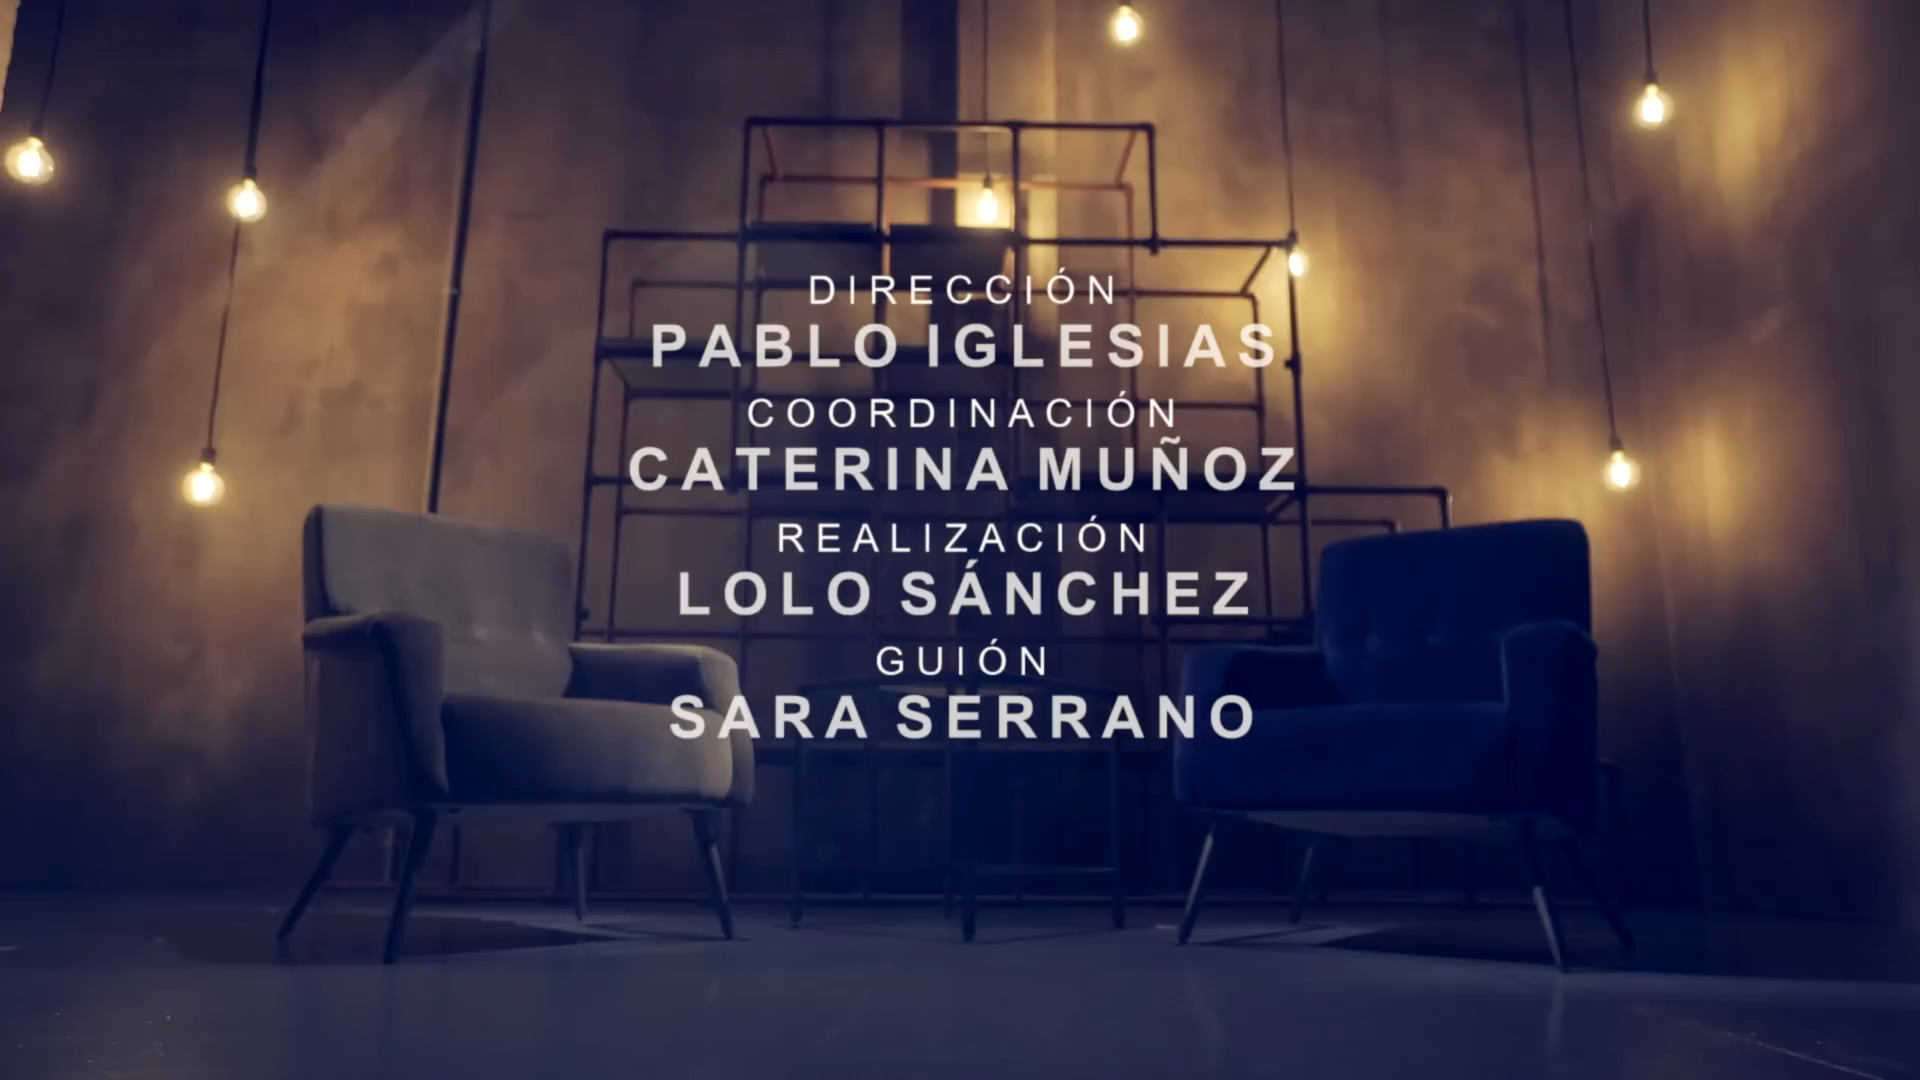 DIRECCIÓN
PABLO IGLESIAS
COORDINACIÓN
CATERINA MUÑOZ
REALIZACIÓN
LOLO SÁNCHEZ
GUIÓN
SARA SERRANO